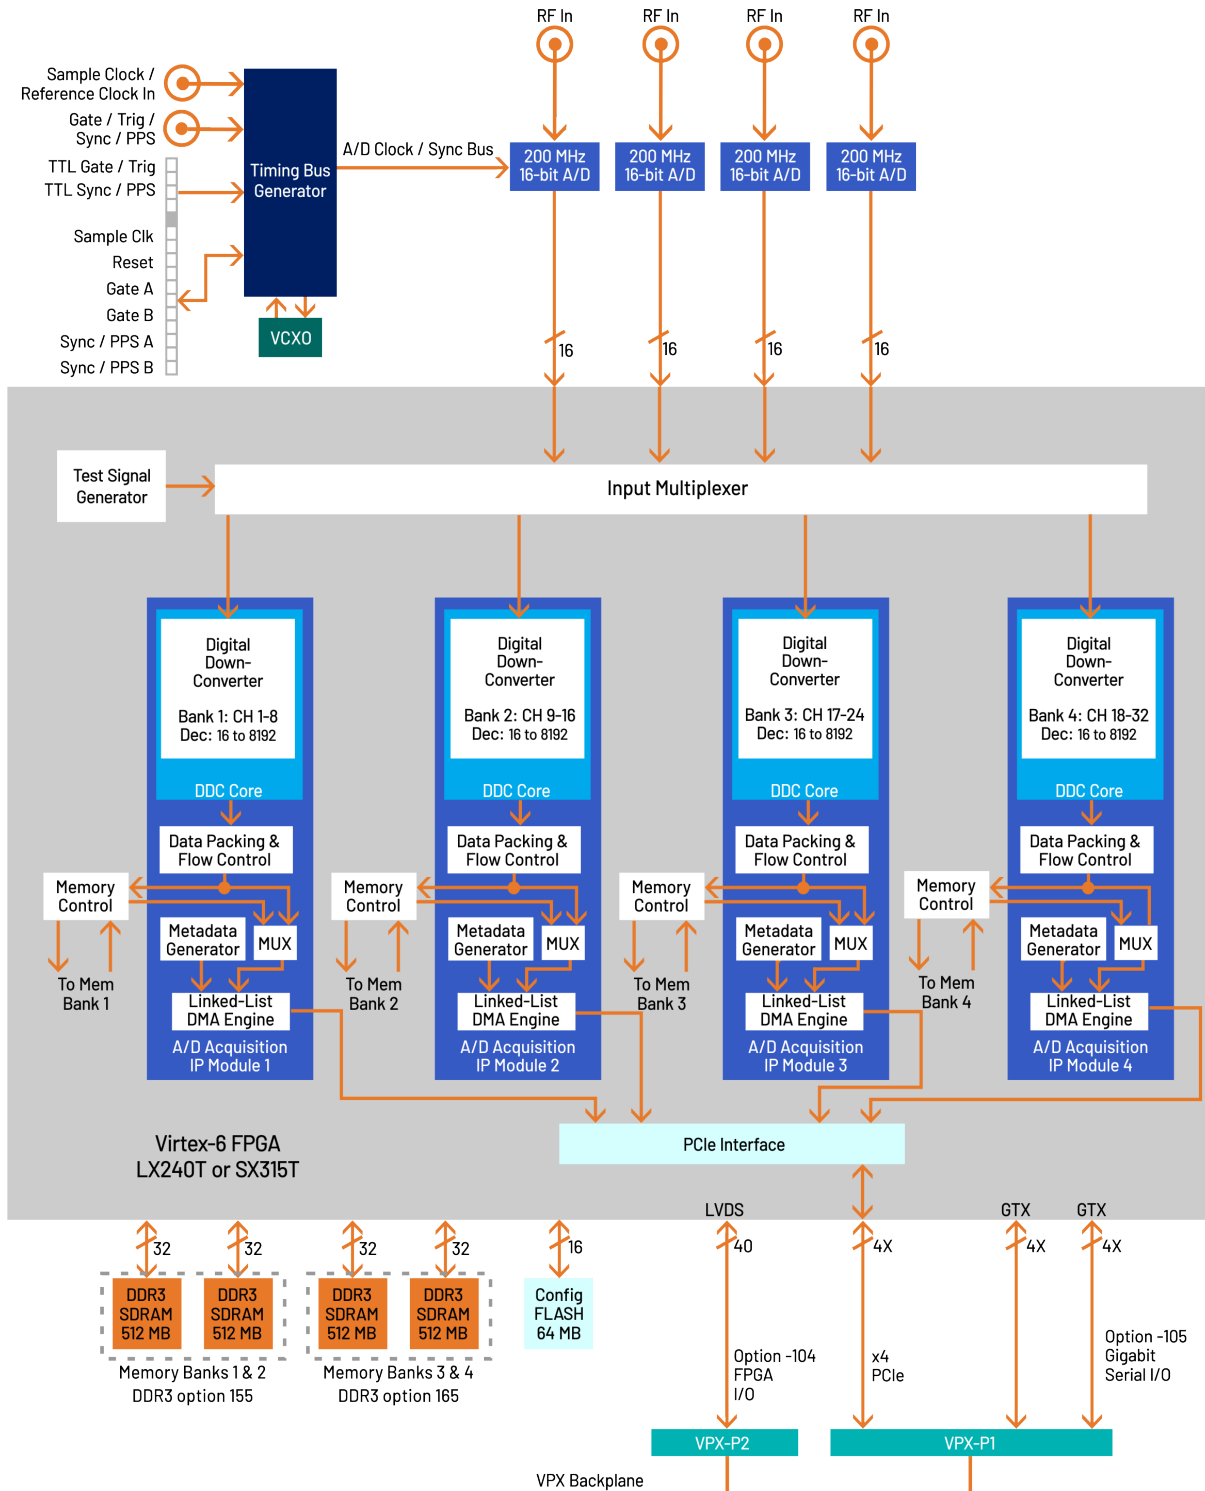 RF In
RF In
RF In
RF In
Sample Clock /
Reference Clock In
Gate / Trig /
Sync / PPS
TTL Gate / Trig
TTL Sync / PPS
Sample Clk
Reset
Gate A
Gate B
Sync / PPS A
Sync / PPS B
Timing Bus
Generator
VCXO
A/D Clock / Sync Bus
200 MHz
16-bit A/D
200 MHz
16-bit A/D
200 MHz
16-bit A/D
200 MHz
16-bit A/D
16
16
16
16
Test Signal
Generator
Input Multiplexer
Digital
Down-
Converter
Bank 1: CH 1-8
Dec: 16 to 8192
DDC Core
Data Packing &
Flow Control
Memory
Control
Metadata
Generator
MUX
To Mem
Bank 1
Linked-List
DMA Engine
A/D Acquisition
IP Module 1
Digital
Down-
Converter
Bank 2: CH 9-16
Dec: 16 to 8192
DDC Core
Data Packing &
Flow Control
Memory
Control
Metadata
Generator
MUX
To Mem
Bank 2
Linked-List
DMA Engine
A/D Acquisition
IP Module 2
Digital
Down-
Converter
Bank 3: CH 17-24
Dec: 16 to 8192
DDC Core
Data Packing &
Flow Control
Memory
Control
Metadata
Generator
MUX
To Mem
Bank 3
Linked-List
DMA Engine
A/D Acquisition
IP Module 3
Digital
Down-
Converter
Bank 4: CH 18-32
Dec: 16 to 8192
DDC Core
Data Packing &
Flow Control
Memory
Control
Metadata
Generator
MUX
To Mem
Bank 4
Linked-List
DMA Engine
A/D Acquisition
IP Module 4
Virtex-6 FPGA
LX240T or SX315T
PCIe Interface
LVDS
GTX
GTX
32
32
32
32
16
40
4X
4X
4X
DDR3
SDRAM
512 MB
DDR3
SDRAM
512 MB
DDR3
SDRAM
512 MB
DDR3
SDRAM
512 MB
Config
FLASH
64 MB
Memory Banks 1 & 2
DDR3 option 155
Memory Banks 3 & 4
DDR3 option 165
Option -104
FPGA
I/O
x4
PCIe
Option -105
Gigabit
Serial I/O
VPX-P2
VPX-P1
VPX Backplane